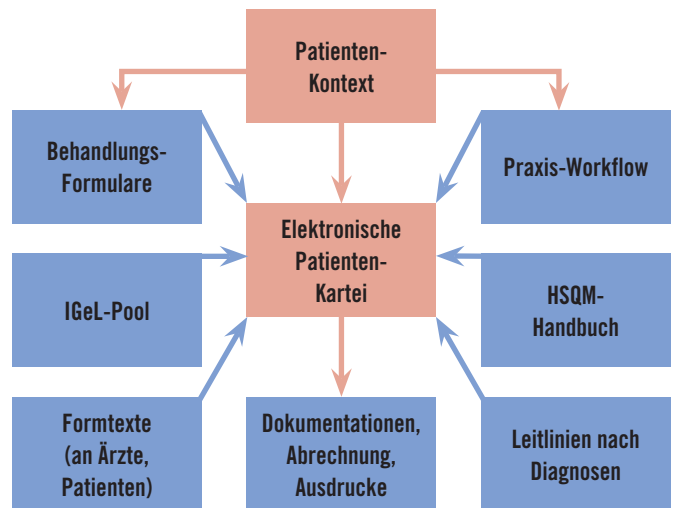 Patienten-
Kontext
Behandlungs-
Formulare
Praxis-Workflow
Elektronische
Patienten-
Kartei
IGeL-Pool
HSQM-
Handbuch
Formtexte
(an Ärzte,
Patienten)
Dokumentationen,
Abrechnung,
Ausdrucke
Leitlinien nach
Diagnosen